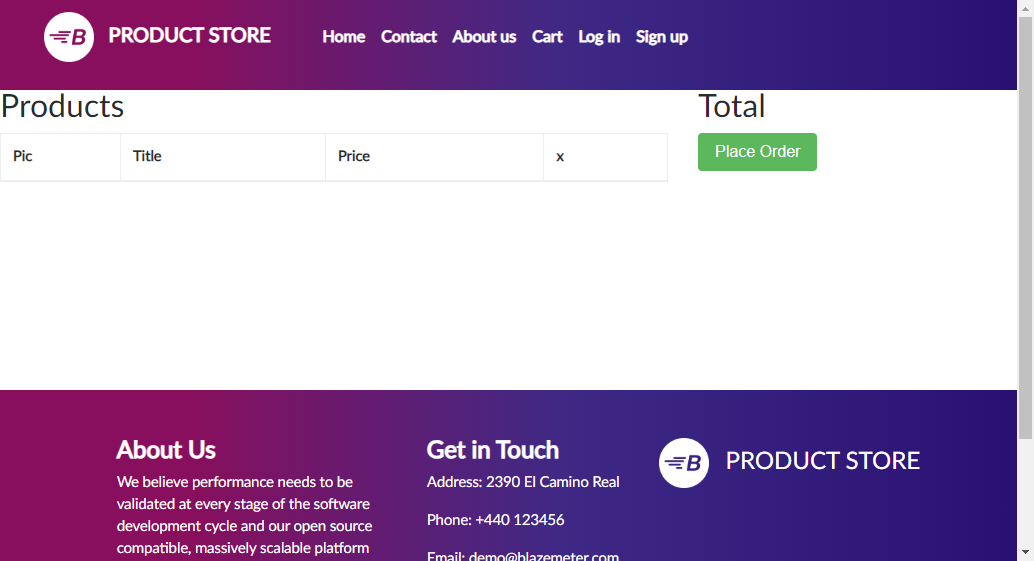 B PRODUCT STORE Home Contact About us Cart Log in Sign up
Products
Pic Title Price x
Total
Place Order
About Us
We believe performance needs to be
validated at every stage of the software
development cycle and our open source
compatible, massively scalable platform
Get in Touch
Address: 2390 El Camino Real
Phone: +440 123456
Email: demo@blazemeter.com
B PRODUCT STORE